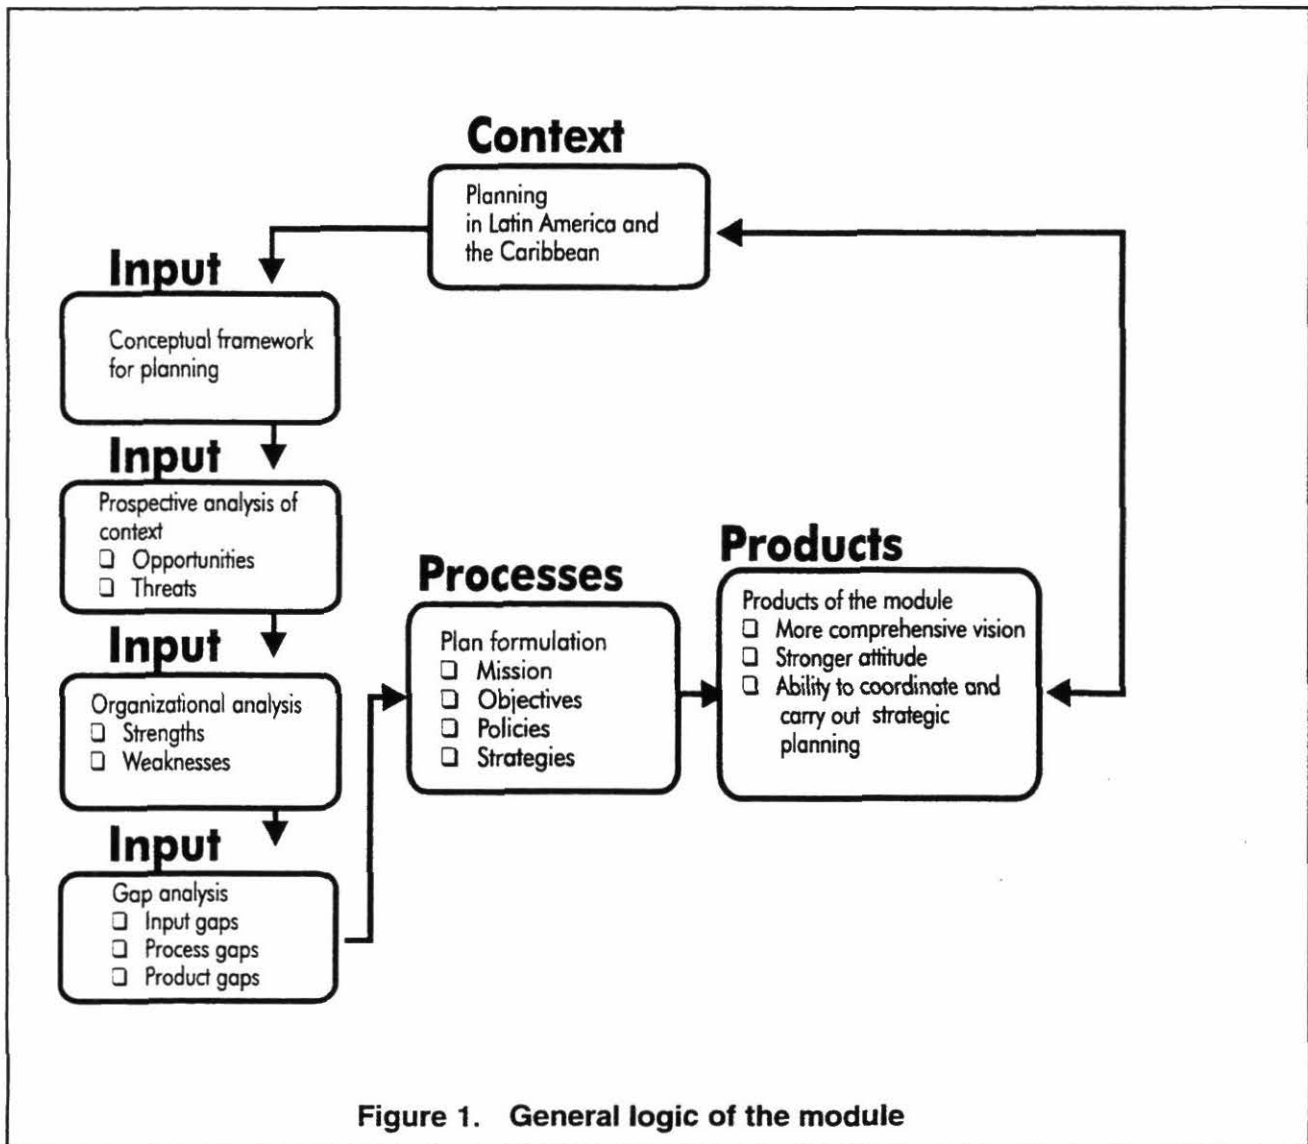 Context
Planning
in Latin America and
the Caribbean
Input
Conceptual framework
for planning
Input
Prospective analysis of
context
❑ Opportunities
❑ Threats
Input
Organizational analysis
❑ Strengths
❑ Weaknesses
Input
Gap analysis
❑ Input gaps
❑ Process gaps
❑ Product gaps
Processes
Plan formulation
❑ Mission
❑ Objectives
❑ Policies
❑ Strategies
Products
Products of the module
❑ More comprehensive vision
❑ Stronger attitude
❑ Ability to coordinate and
carry out strategic
planning
Figure 1. General logic of the module